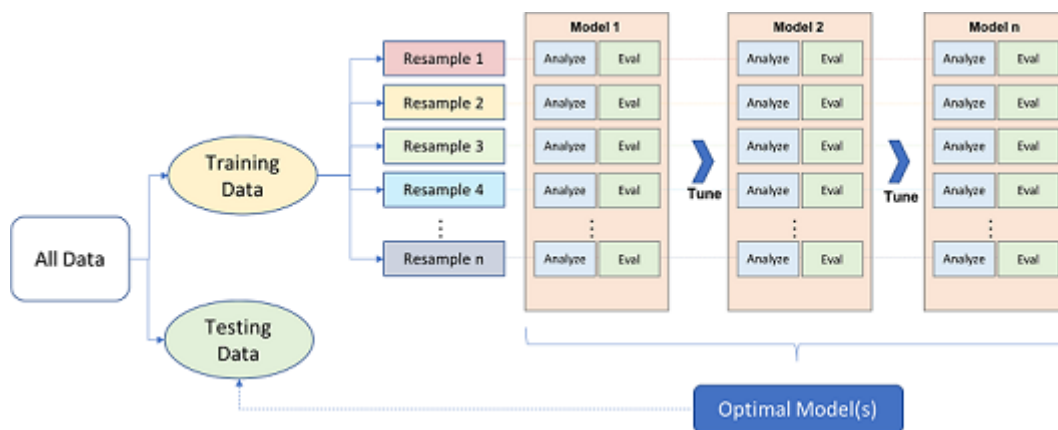 Model 1
Model 2
Model n
Resample 1
Analyze
Eval
Analyze
Eval
Analyze
Eval
Resample 2
Analyze
Eval
Analyze
Eval
Analyze
Eval
Training
Data
Resample 3
Analyze
Eval
Analyze
Eval
Analyze
Eval
Resample 4
Analyze
Eval
Tune
Analyze
Eval
Tune
Analyze
Eval
All Data
Resample n
Analyze
Eval
Analyze
Eval
Analyze
Eval
Testing
Data
Optimal Model(s)